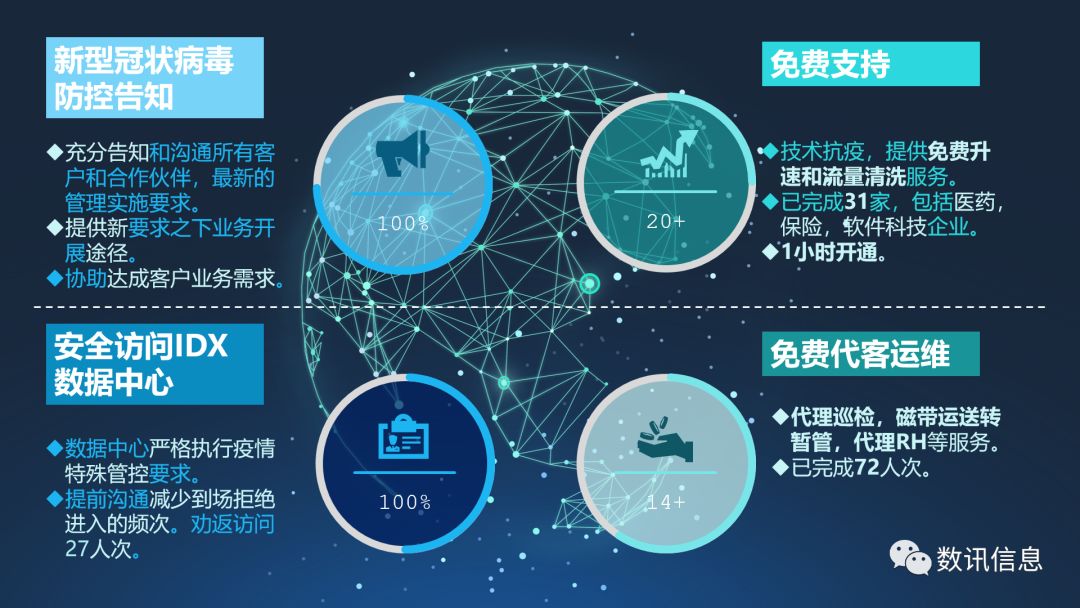 新型冠状病毒
防控告知
◆充分告知和沟通所有客
户和合作伙伴，最新的
管理实施要求。
◆提供新要求之下业务开
展途径。
◆协助达成客户业务需求。
100%
免费支持
20+
◆技术抗疫，提供免费升
速和流量清洗服务。
◆已完成31家，包括医药，
保险，软件科技企业。
◆1小时开通。
安全访问IDX
数据中心
◆数据中心严格执行疫情
特殊管控要求。
◆提前沟通减少到场拒绝
进入的频次。劝返访问
27人次。
100%
免费代客运维
14+
◆代理巡检，磁带运送转
暂管，代理RH等服务。
◆已完成72人次。
数讯信息